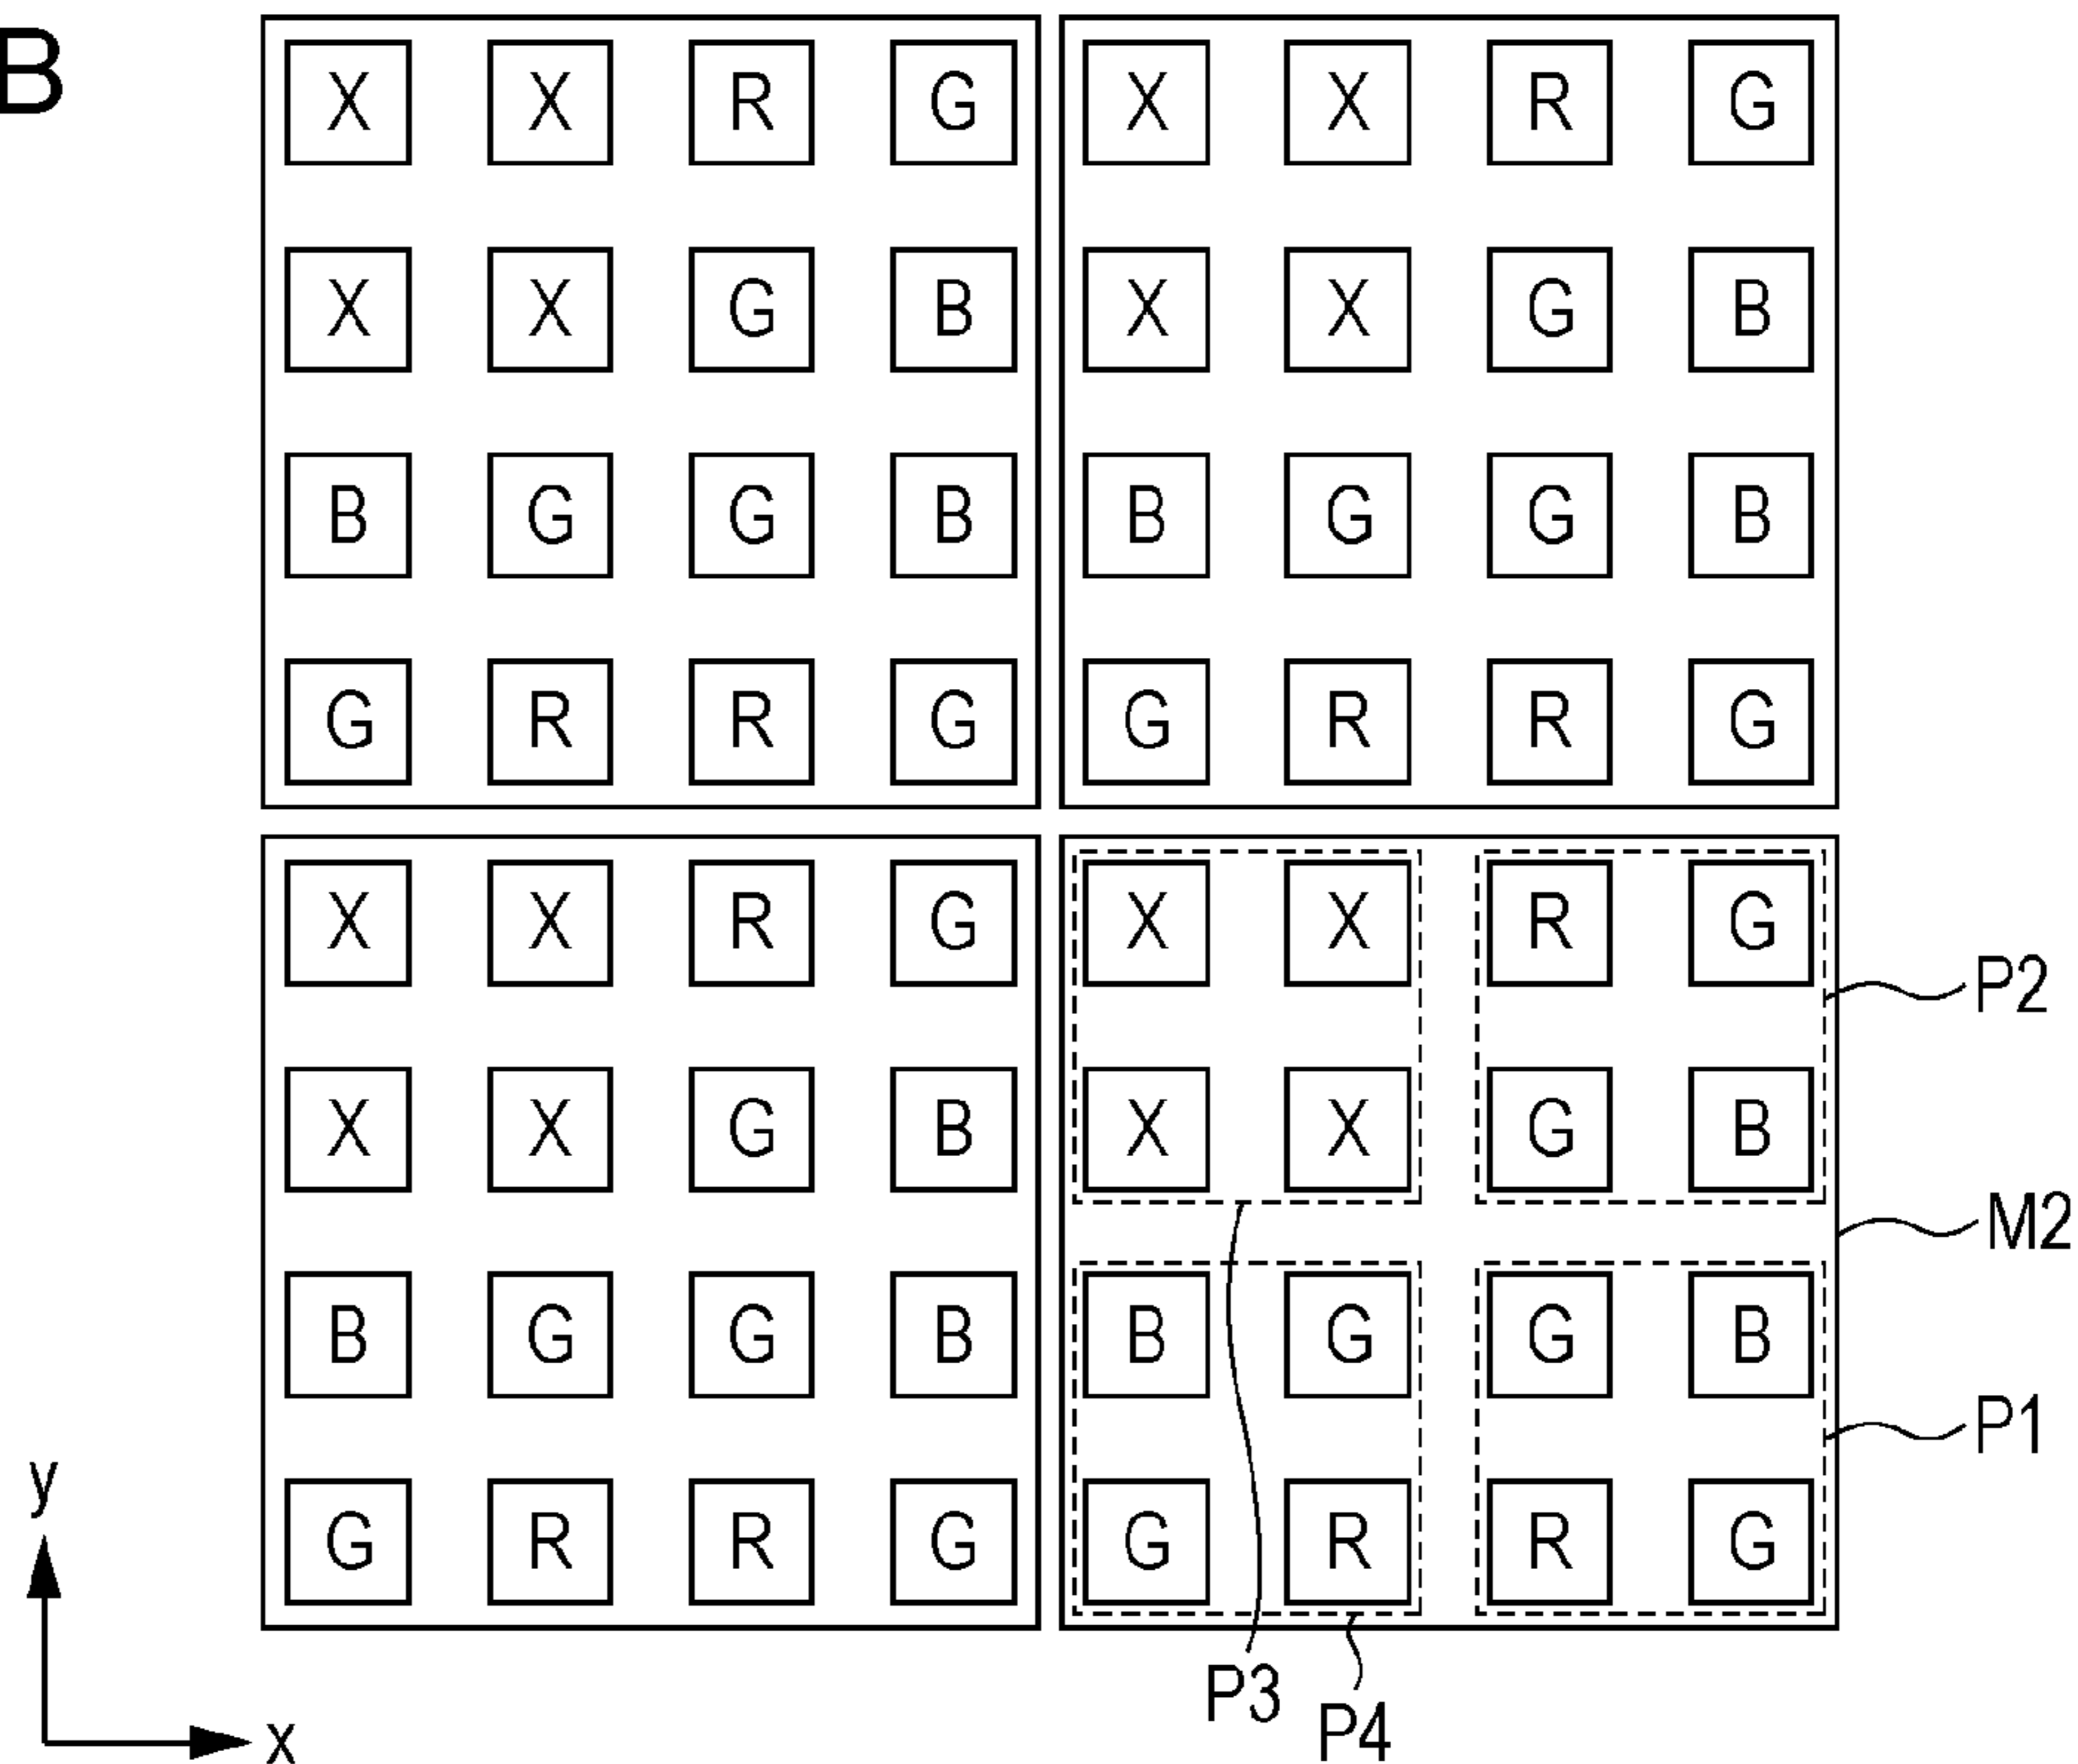 B
X X R G X X R G
X X G B X X G B
B G G B B G G B
G R R G G R R G
X X R G X X R G
P2
X X G B X X G B
M2
B G G B B G G B
P1
G R R G G R R G
y
x
P3
P4